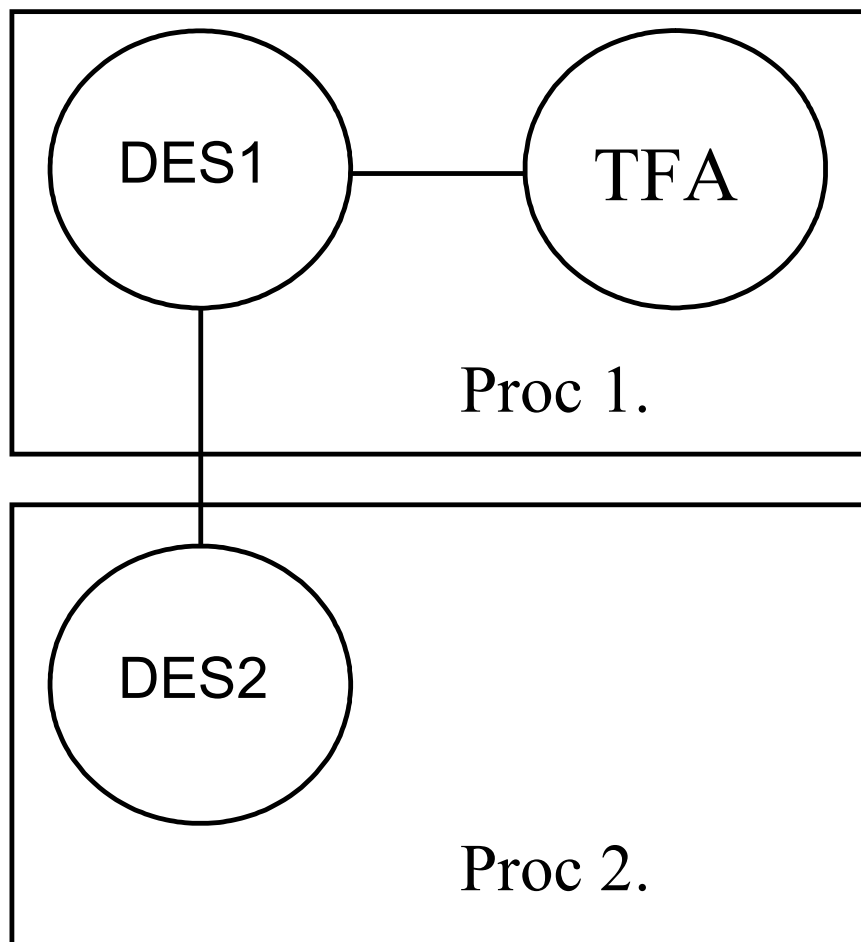 DES1
TFA
Proc 1.
DES2
Proc 2.